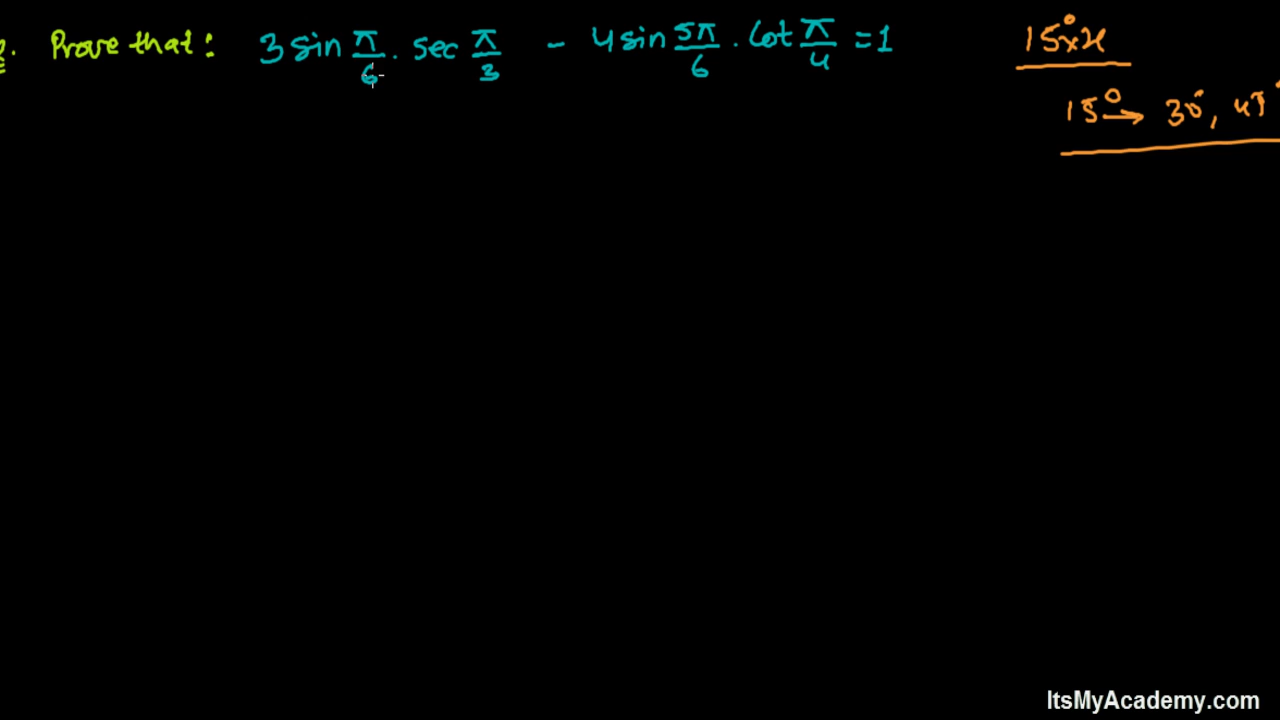 Q. Prove that : 3 sin π/6 . sec π/3 - 4 sin 5π/6 . Cot π/4 = 1
15°×x
15° → 30°, 45°
ItsMyAcademy.com